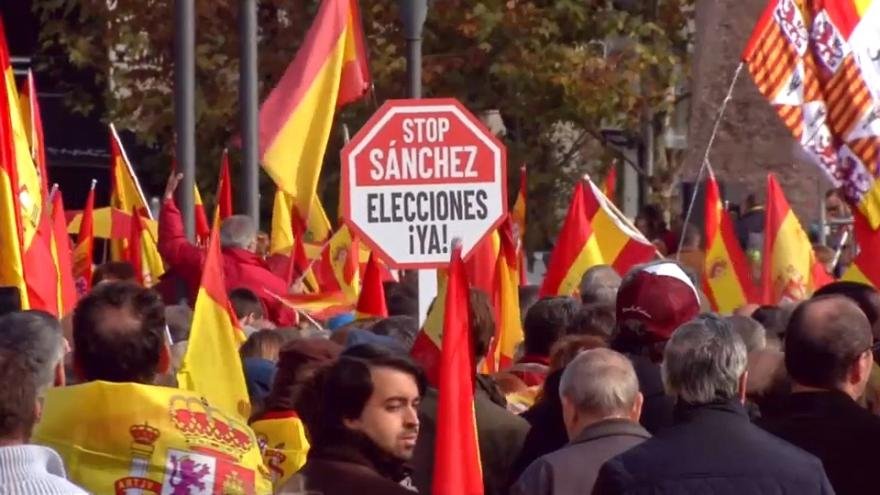 STOP
SÁNCHEZ
ELECCIONES
¡YA!